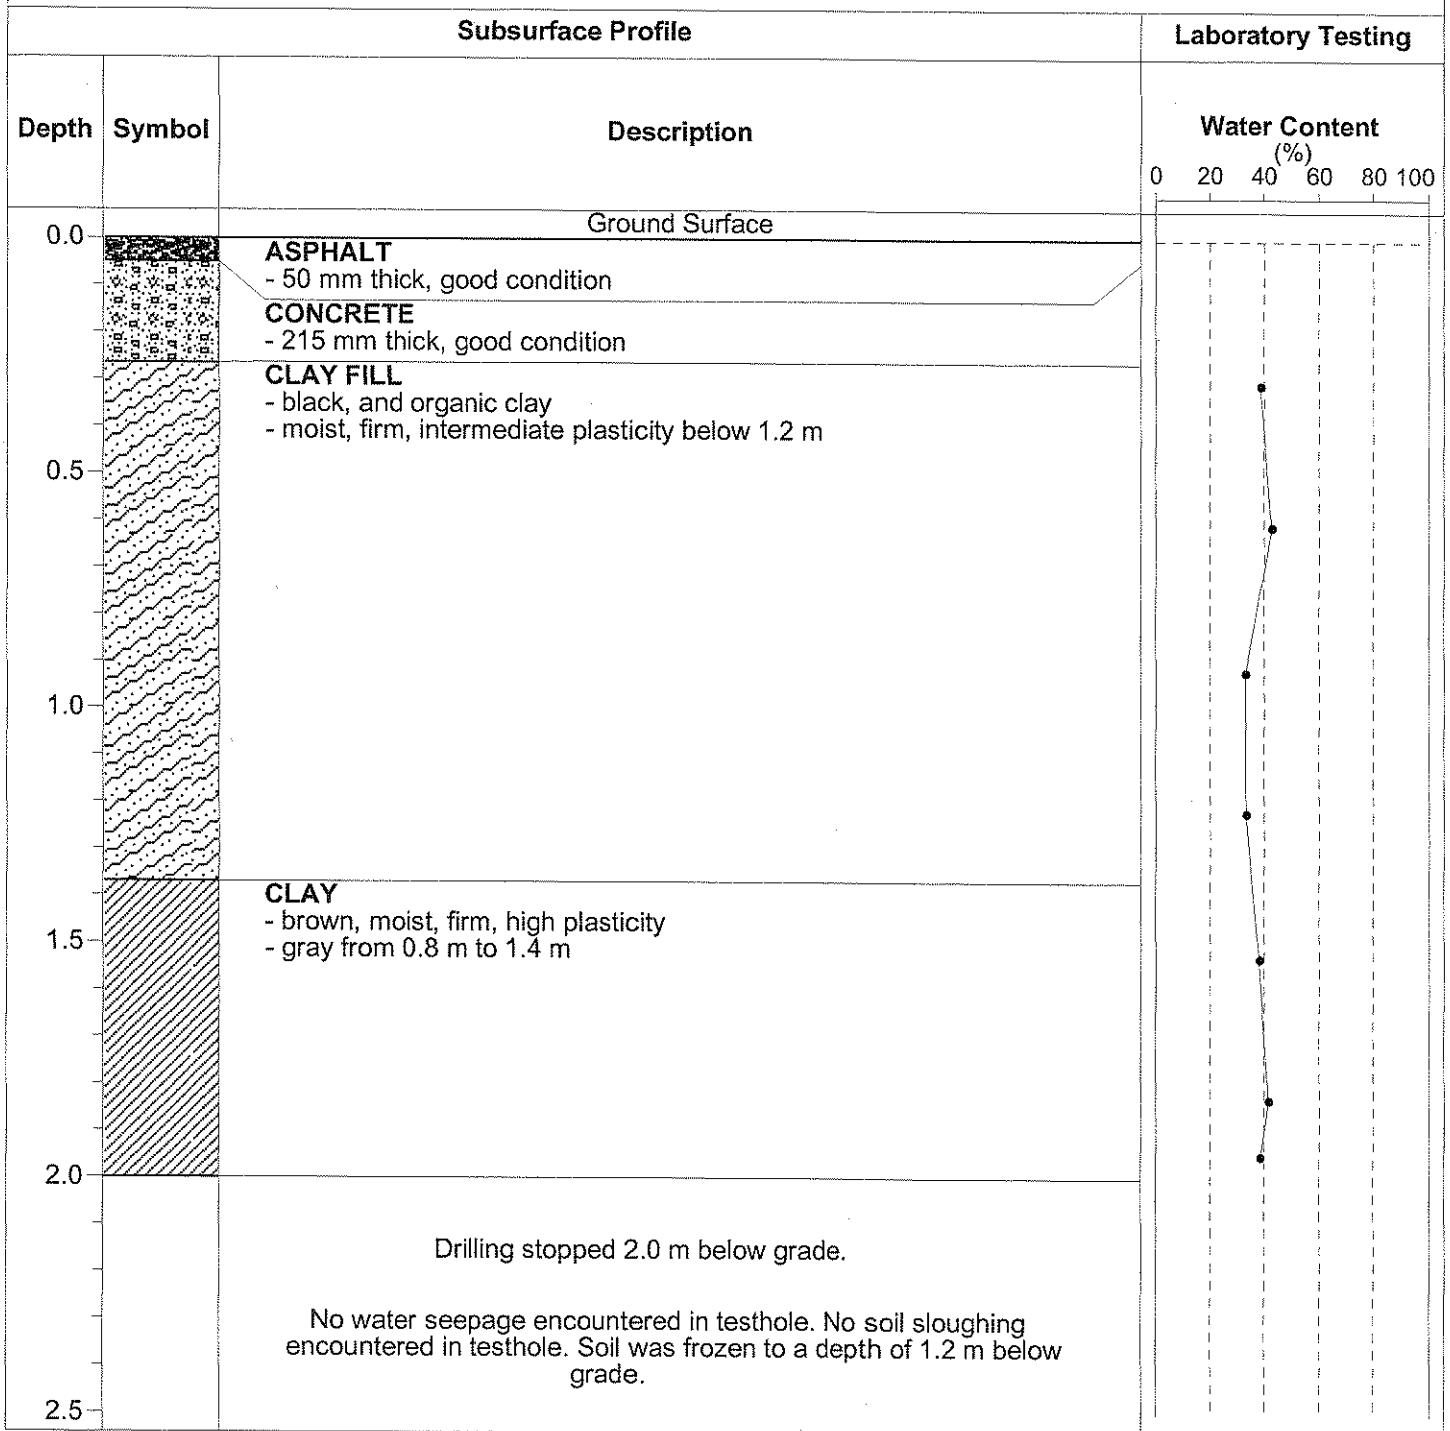 Subsurface Profile
Laboratory Testing
Depth
Symbol
Description
Water Content
(%)
0 20 40 60 80 100
Ground Surface
0.0
ASPHALT
- 50 mm thick, good condition
CONCRETE
- 215 mm thick, good condition
CLAY FILL
- black, and organic clay
- moist, firm, intermediate plasticity below 1.2 m
0.5
1.0
CLAY
- brown, moist, firm, high plasticity
- gray from 0.8 m to 1.4 m
1.5
2.0
Drilling stopped 2.0 m below grade.
No water seepage encountered in testhole. No soil sloughing
encountered in testhole. Soil was frozen to a depth of 1.2 m below
grade.
2.5